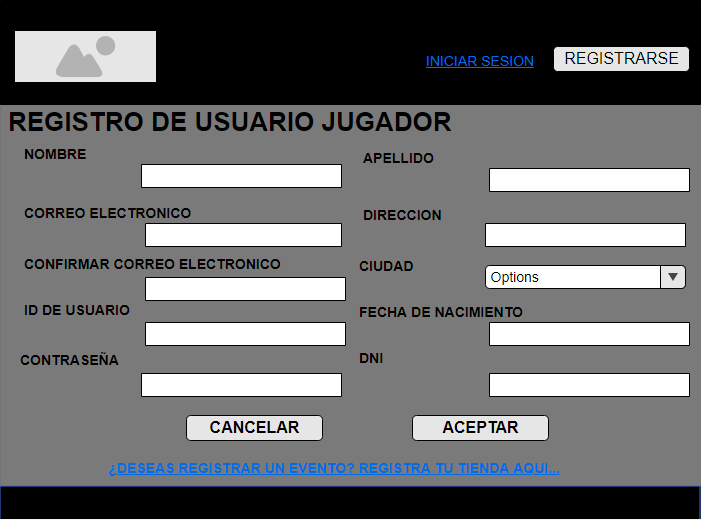 INICIAR SESION
REGISTRARSE
REGISTRO DE USUARIO JUGADOR
NOMBRE
APELLIDO
CORREO ELECTRONICO
DIRECCION
CONFIRMAR CORREO ELECTRONICO
CIUDAD
Options
ID DE USUARIO
FECHA DE NACIMIENTO
CONTRASEÑA
DNI
CANCELAR
ACEPTAR
¿DESEAS REGISTRAR UN EVENTO? REGISTRA TU TIENDA AQUI...